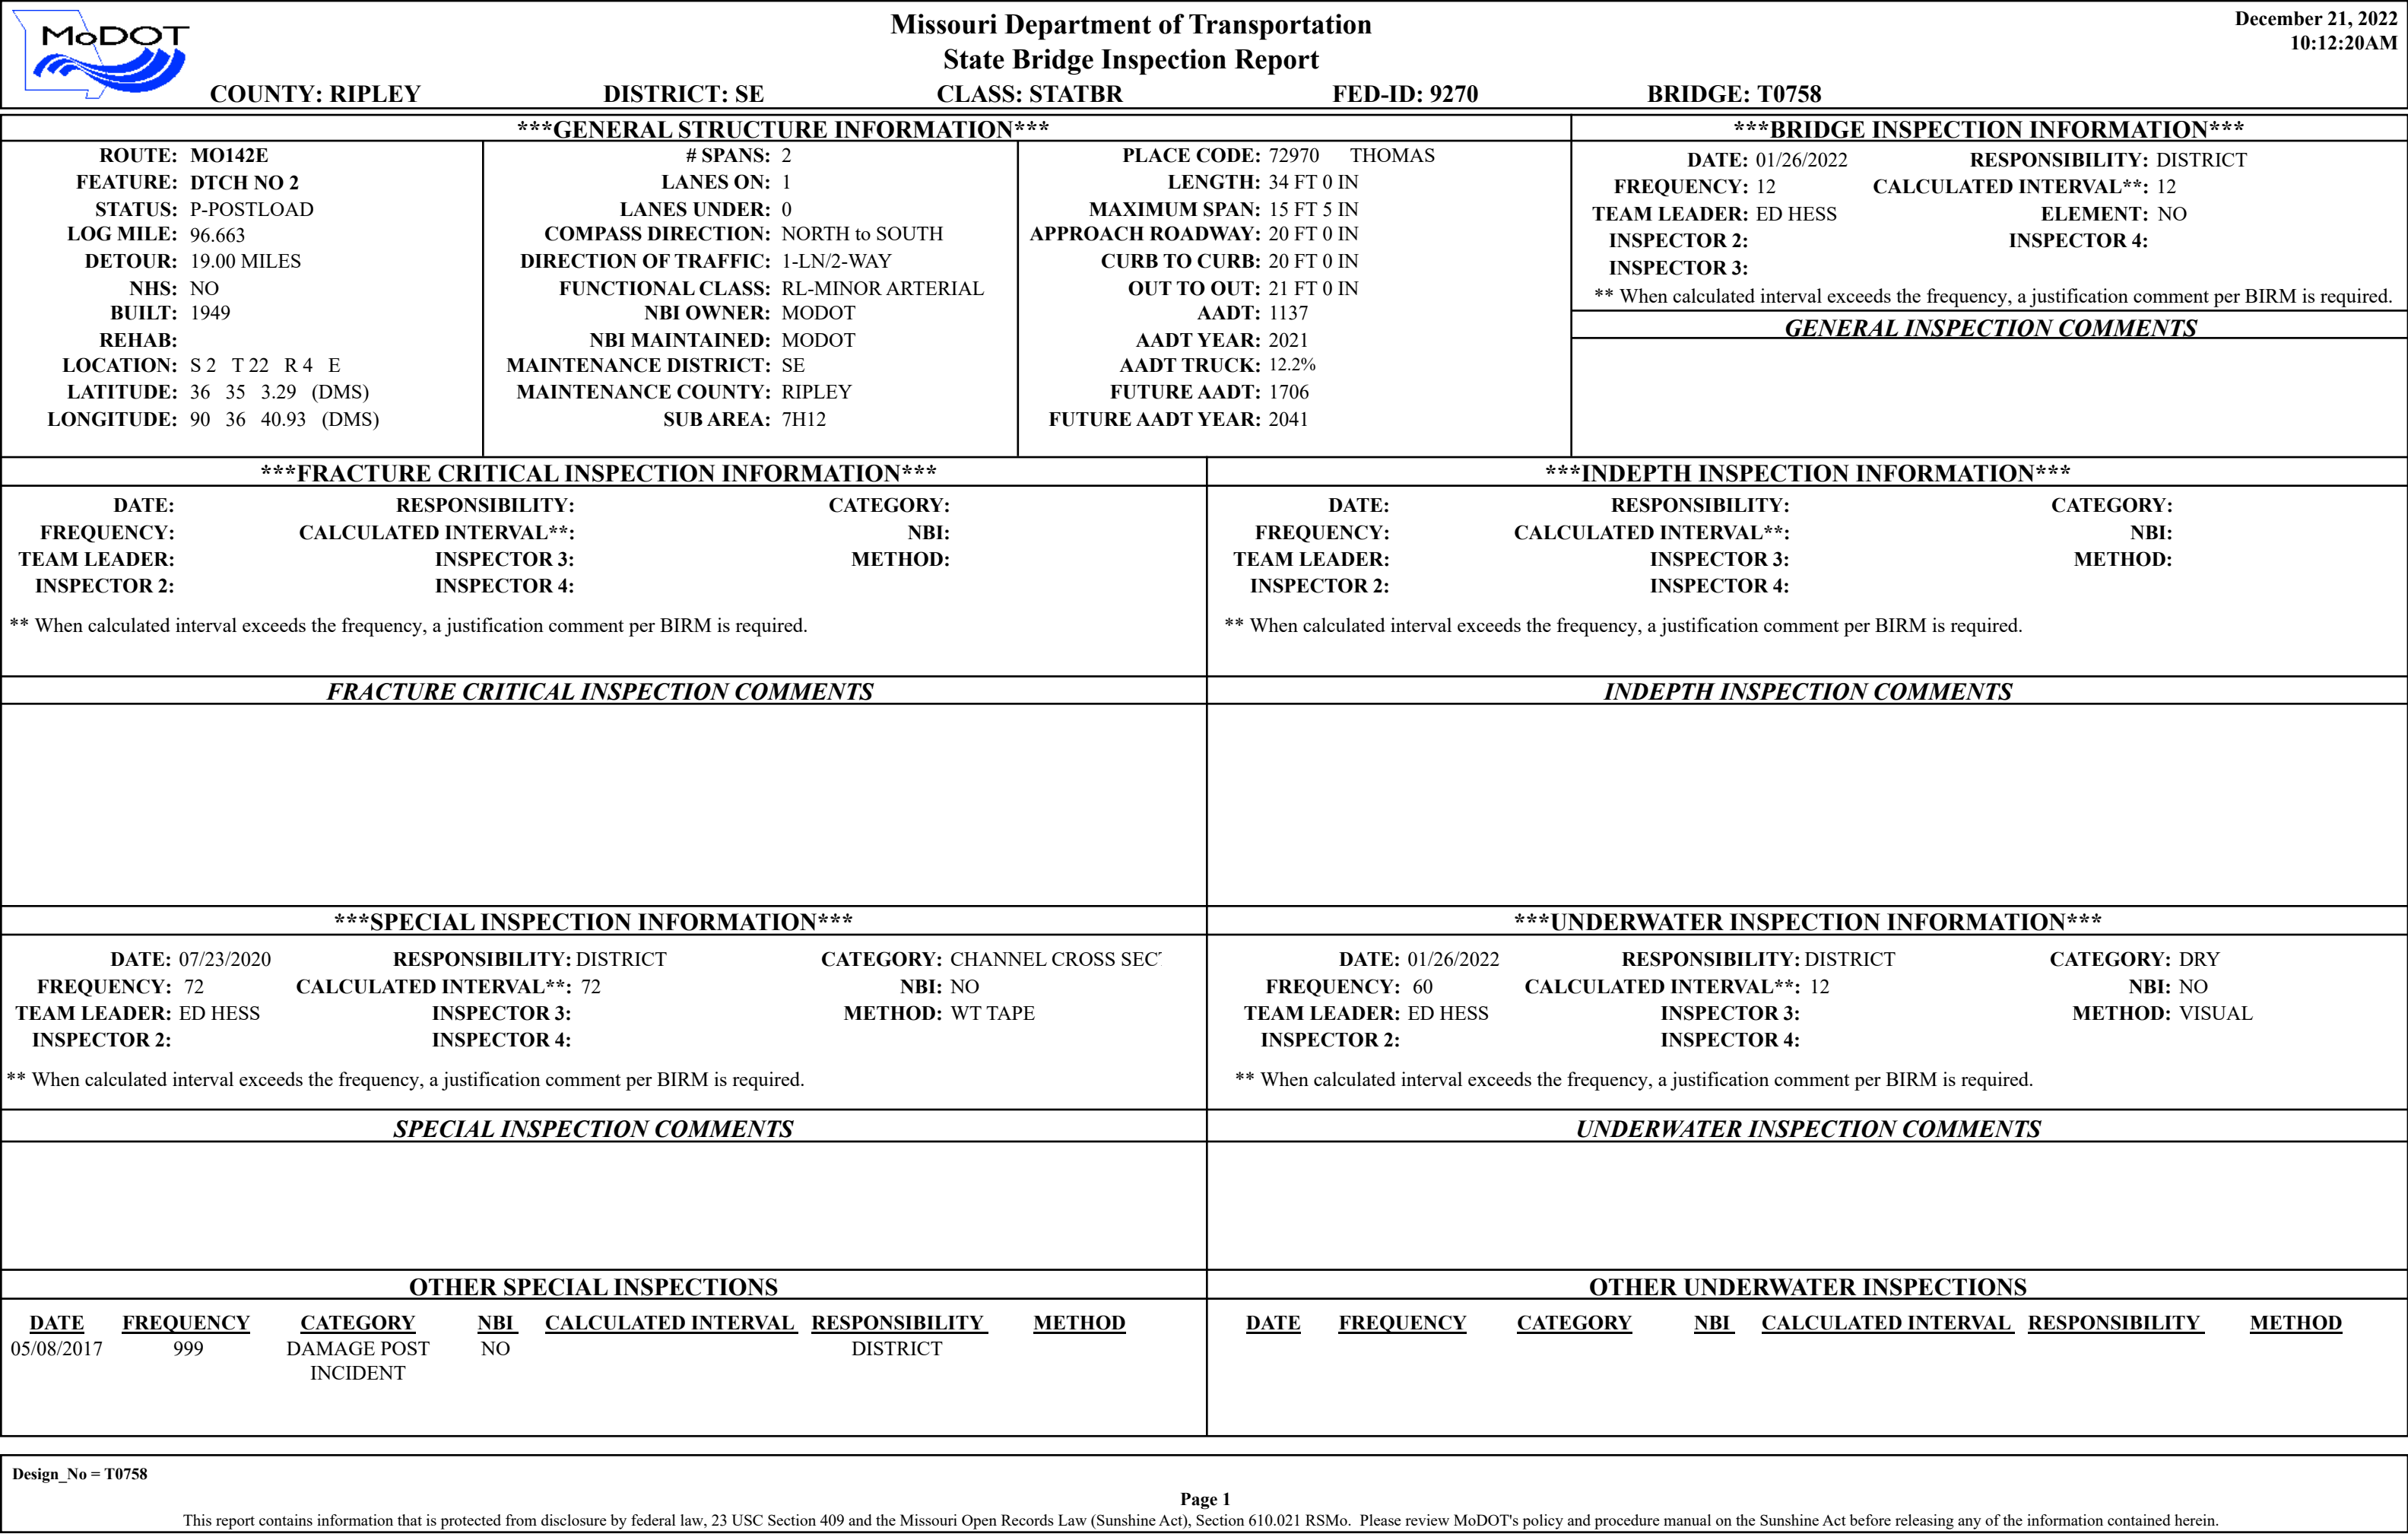 MoDOT
Missouri Department of Transportation
State Bridge Inspection Report
December 21, 2022
10:12:20AM
COUNTY: RIPLEY DISTRICT: SE CLASS: STATBR FED-ID: 9270 BRIDGE: T0758
***GENERAL STRUCTURE INFORMATION***
ROUTE: MO142E
FEATURE: DTCH NO 2
STATUS: P-POSTLOAD
LOG MILE: 96.663
DETOUR: 19.00 MILES
NHS: NO
BUILT: 1949
REHAB:
LOCATION: S 2 T 22 R 4 E
LATITUDE: 36 35 3.29 (DMS)
LONGITUDE: 90 36 40.93 (DMS)
# SPANS: 2
LANES ON: 1
LANES UNDER: 0
COMPASS DIRECTION: NORTH to SOUTH
DIRECTION OF TRAFFIC: 1-LN/2-WAY
FUNCTIONAL CLASS: RL-MINOR ARTERIAL
NBI OWNER: MODOT
NBI MAINTAINED: MODOT
MAINTENANCE DISTRICT: SE
MAINTENANCE COUNTY: RIPLEY
SUB AREA: 7H12
PLACE CODE: 72970 THOMAS
LENGTH: 34 FT 0 IN
MAXIMUM SPAN: 15 FT 5 IN
APPROACH ROADWAY: 20 FT 0 IN
CURB TO CURB: 20 FT 0 IN
OUT TO OUT: 21 FT 0 IN
AADT: 1137
AADT YEAR: 2021
AADT TRUCK: 12.2%
FUTURE AADT: 1706
FUTURE AADT YEAR: 2041
***BRIDGE INSPECTION INFORMATION***
DATE: 01/26/2022 RESPONSIBILITY: DISTRICT
FREQUENCY: 12 CALCULATED INTERVAL**: 12
TEAM LEADER: ED HESS ELEMENT: NO
INSPECTOR 2: INSPECTOR 4:
INSPECTOR 3:
** When calculated interval exceeds the frequency, a justification comment per BIRM is required.
GENERAL INSPECTION COMMENTS
***FRACTURE CRITICAL INSPECTION INFORMATION***
DATE: RESPONSIBILITY: CATEGORY:
FREQUENCY: CALCULATED INTERVAL**: NBI:
TEAM LEADER: INSPECTOR 3: METHOD:
INSPECTOR 2: INSPECTOR 4:
** When calculated interval exceeds the frequency, a justification comment per BIRM is required.
FRACTURE CRITICAL INSPECTION COMMENTS
***INDEPTH INSPECTION INFORMATION***
DATE: RESPONSIBILITY: CATEGORY:
FREQUENCY: CALCULATED INTERVAL**: NBI:
TEAM LEADER: INSPECTOR 3: METHOD:
INSPECTOR 2: INSPECTOR 4:
** When calculated interval exceeds the frequency, a justification comment per BIRM is required.
INDEPTH INSPECTION COMMENTS
***SPECIAL INSPECTION INFORMATION***
DATE: 07/23/2020 RESPONSIBILITY: DISTRICT CATEGORY: CHANNEL CROSS SEC
FREQUENCY: 72 CALCULATED INTERVAL**: 72 NBI: NO
TEAM LEADER: ED HESS INSPECTOR 3: METHOD: WT TAPE
INSPECTOR 2: INSPECTOR 4:
** When calculated interval exceeds the frequency, a justification comment per BIRM is required.
SPECIAL INSPECTION COMMENTS
***UNDERWATER INSPECTION INFORMATION***
DATE: 01/26/2022 RESPONSIBILITY: DISTRICT CATEGORY: DRY
FREQUENCY: 60 CALCULATED INTERVAL**: 12 NBI: NO
TEAM LEADER: ED HESS INSPECTOR 3: METHOD: VISUAL
INSPECTOR 2: INSPECTOR 4:
** When calculated interval exceeds the frequency, a justification comment per BIRM is required.
UNDERWATER INSPECTION COMMENTS
OTHER SPECIAL INSPECTIONS
DATE FREQUENCY CATEGORY NBI CALCULATED INTERVAL RESPONSIBILITY METHOD
05/08/2017 999 DAMAGE POST NO DISTRICT
INCIDENT
OTHER UNDERWATER INSPECTIONS
DATE FREQUENCY CATEGORY NBI CALCULATED INTERVAL RESPONSIBILITY METHOD
Design_No = T0758
Page 1
This report contains information that is protected from disclosure by federal law, 23 USC Section 409 and the Missouri Open Records Law (Sunshine Act), Section 610.021 RSMo. Please review MoDOT's policy and procedure manual on the Sunshine Act before releasing any of the information contained herein.